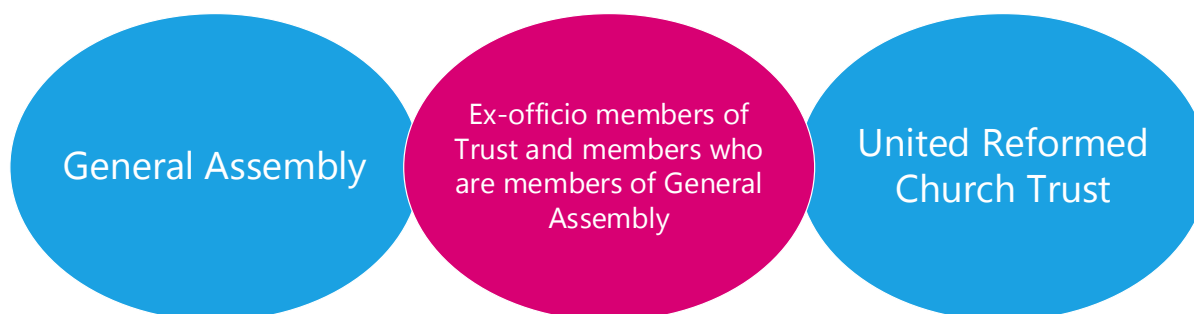 General Assembly
Ex-officio members of
Trust and members who
are members of General
Assembly
United Reformed
Church Trust